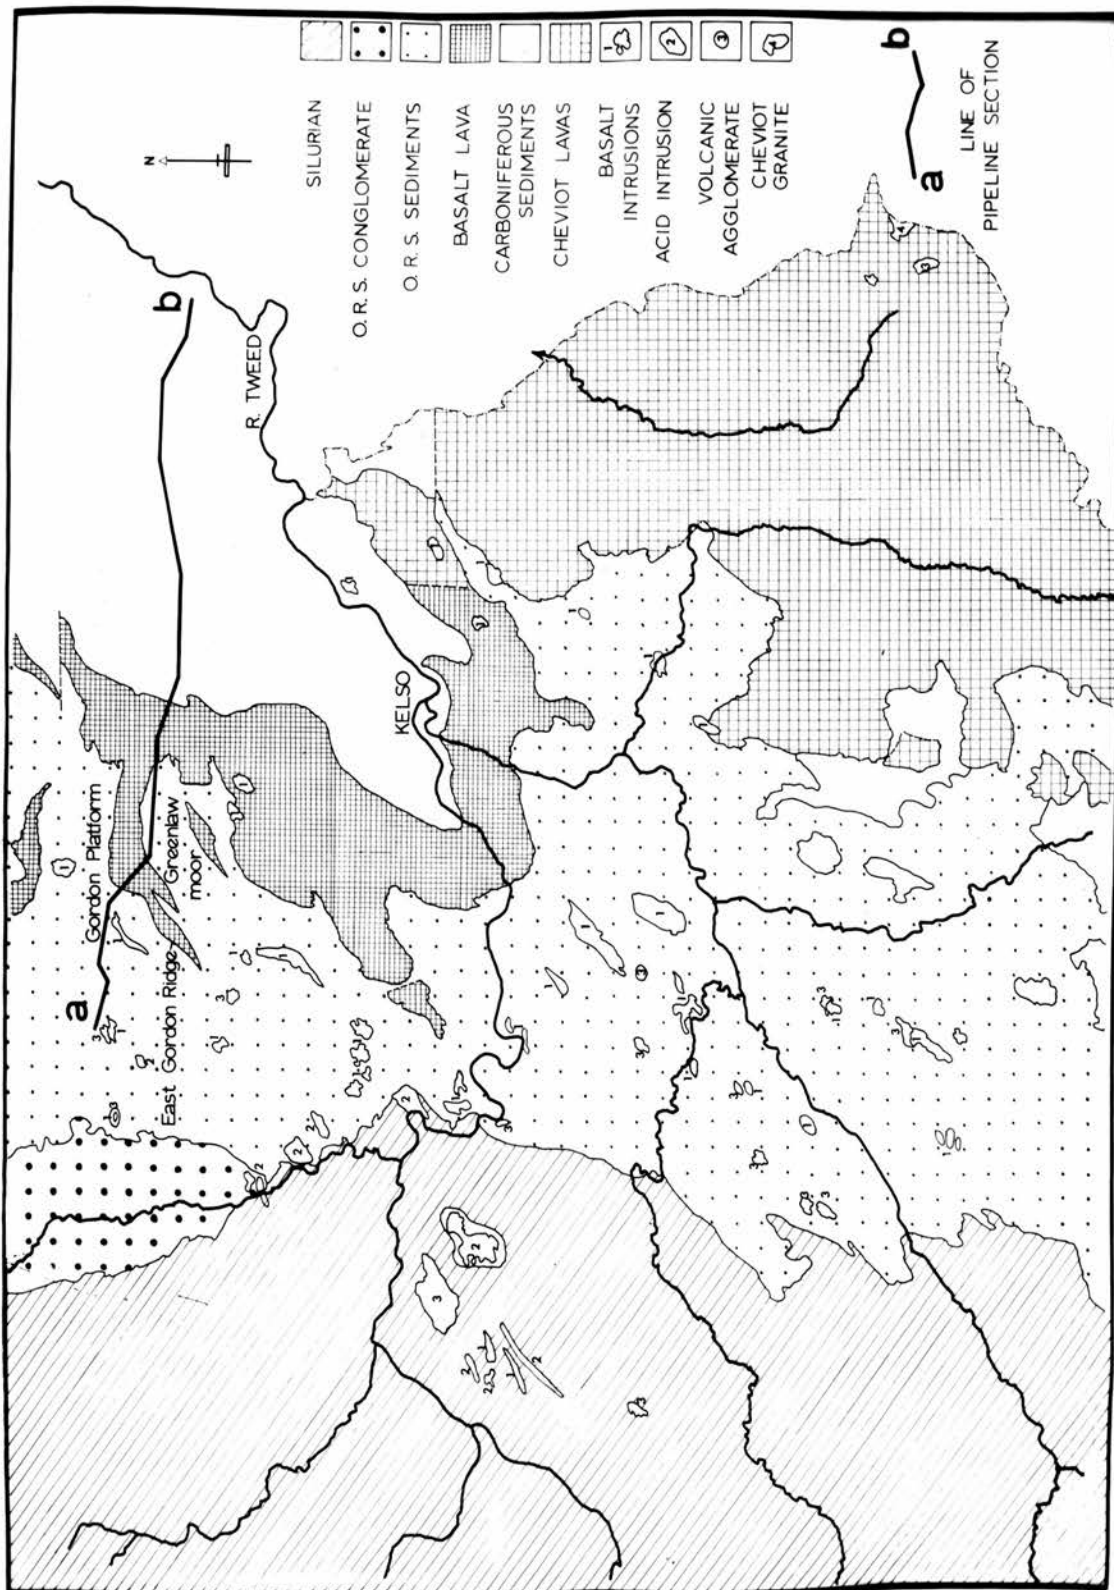 N
SILURIAN
O.R.S. CONGLOMERATE
O. R. S. SEDIMENTS
BASALT LAVA
CARBONIFEROUS
SEDIMENTS
CHEVIOT LAVAS
BASALT
INTRUSIONS
ACID INTRUSION
VOLCANIC
AGGLOMERATE
CHEVIOT
GRANITE
a
b
LINE OF
PIPELINE SECTION
a
b
Gordon Platform
East Gordon Ridge
Greenlaw
moor
R. TWEED
KELSO